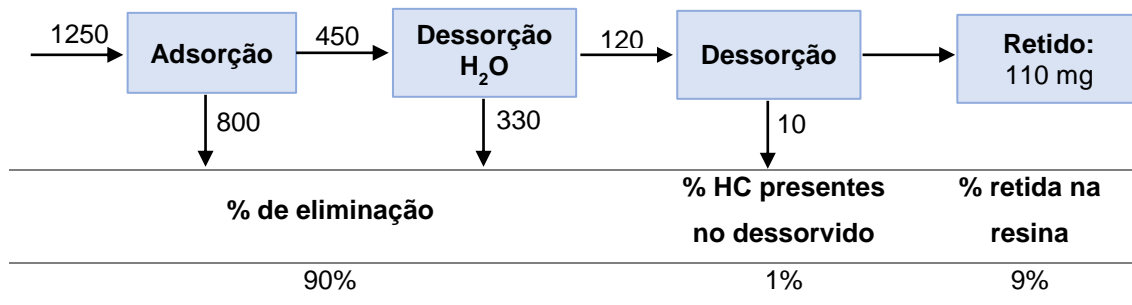 1250
Adsorção
450
Dessorção
H₂O
120
Dessorção
Retido:
110 mg
800
330
10
% de eliminação
% HC presentes
no dessorvido
% retida na
resina
90%
1%
9%